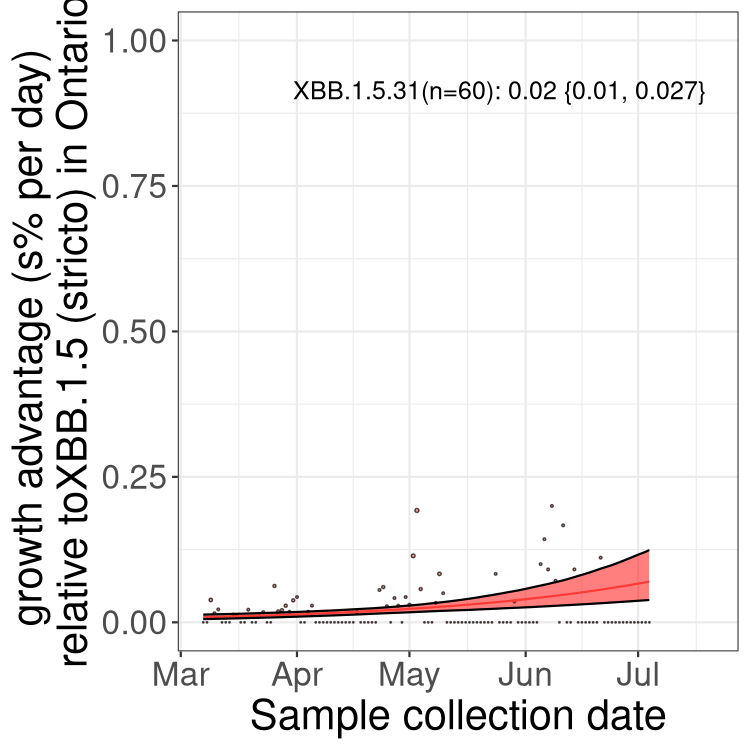 growth advantage (s% per day)
relative toXBB.1.5 (stricto) in Ontario
1.00
0.75
0.50
0.25
0.00
XBB.1.5.31(n=60): 0.02 {0.01, 0.027}
Mar Apr May Jun Jul
Sample collection date